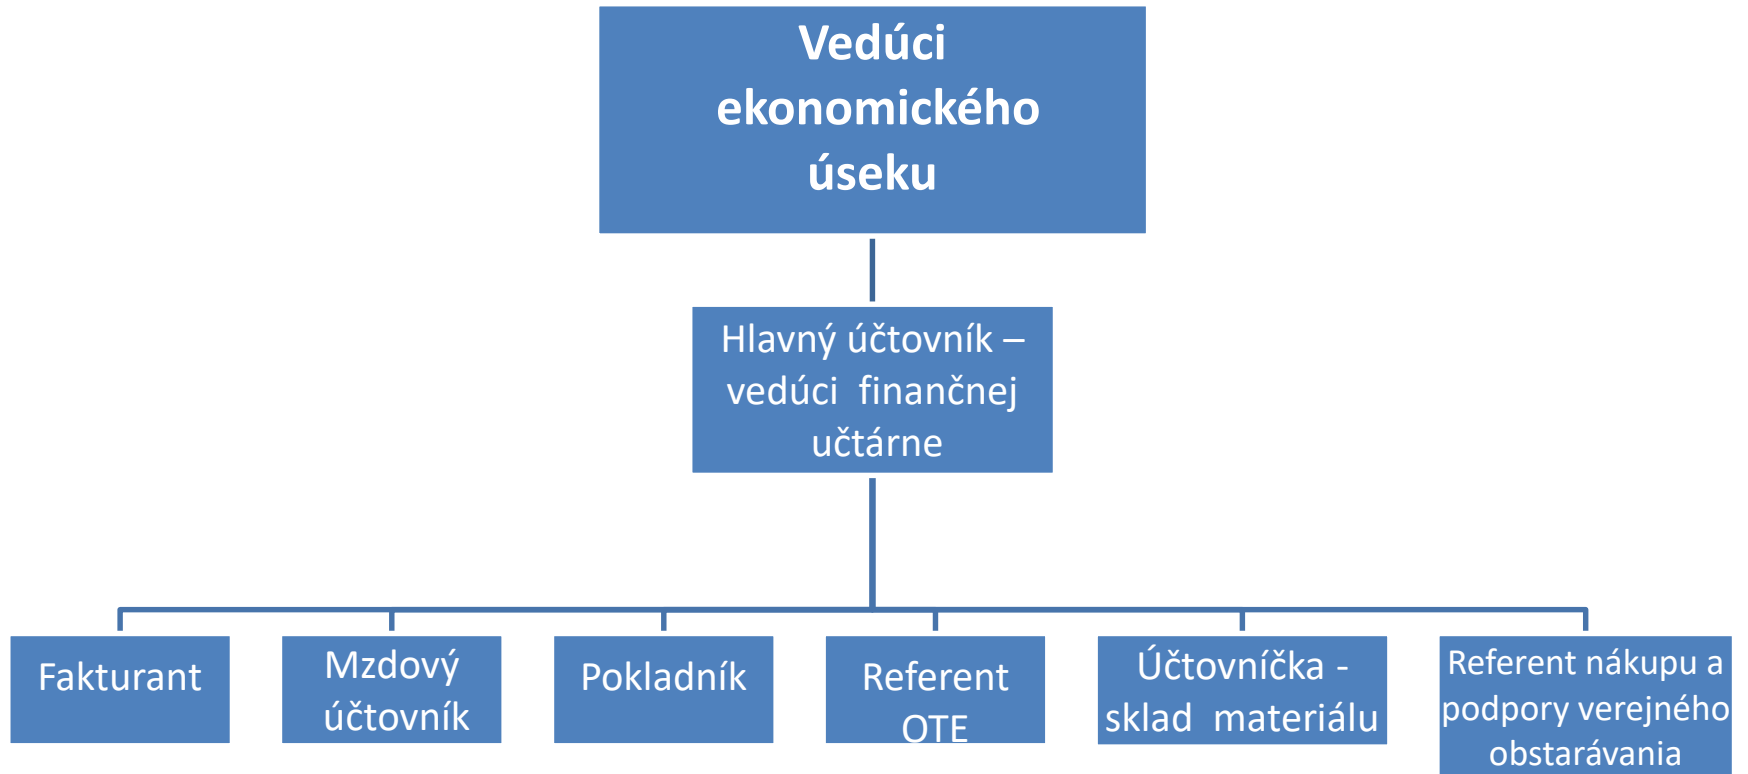 Vedúci
ekonomického
úseku
Hlavný účtovník –
vedúci finančnej
učtárne
Fakturant
Mzdový
účtovník
Pokladník
Referent
OTE
Účtovníčka -
sklad materiálu
Referent nákupu a
podpory verejného
obstarávania